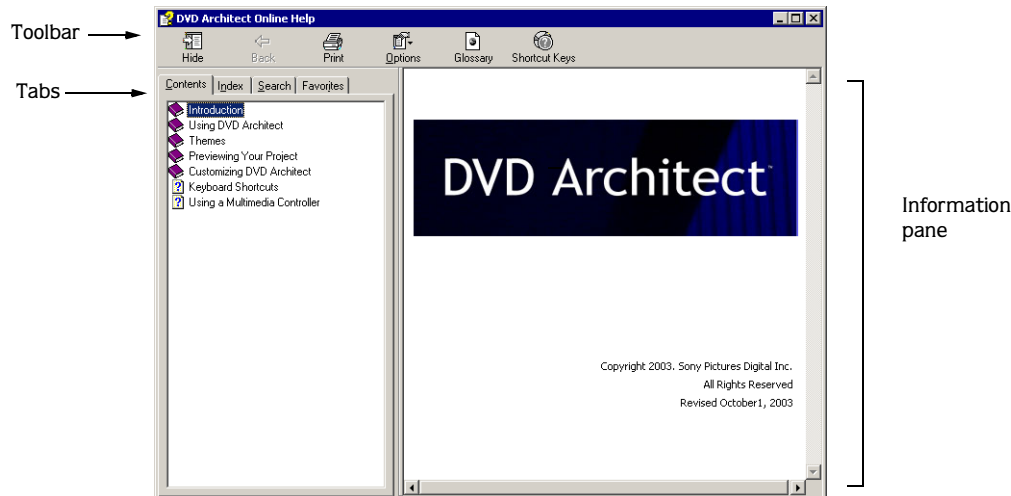 DVD Architect Online Help
Toolbar
Hide Back Print Options Glossary Shortcut Keys
Tabs
Contents Index Search Favorites
Introduction
Using DVD Architect
Themes
Previewing Your Project
Customizing DVD Architect
Keyboard Shortcuts
Using a Multimedia Controller
DVD Architect™
Information
pane
Copyright 2003. Sony Pictures Digital Inc.
All Rights Reserved
Revised October1, 2003